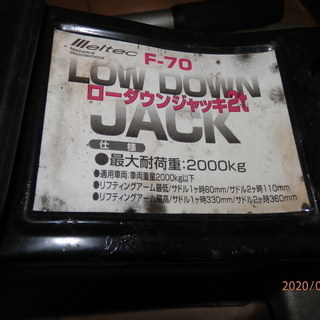 Meltec
F-70
LOW DOWN
ローダウンジャッキ2t
JACK
仕様
●最大耐荷重:2000kg
●適用車両:車両重量2000kg以下
●リフティングアーム最低/サドル1ヶ時80mm/サドル2ヶ時110mm
●リフティングアーム最高/サドル1ヶ時330mm/サドル2ヶ時360mm
2020/0